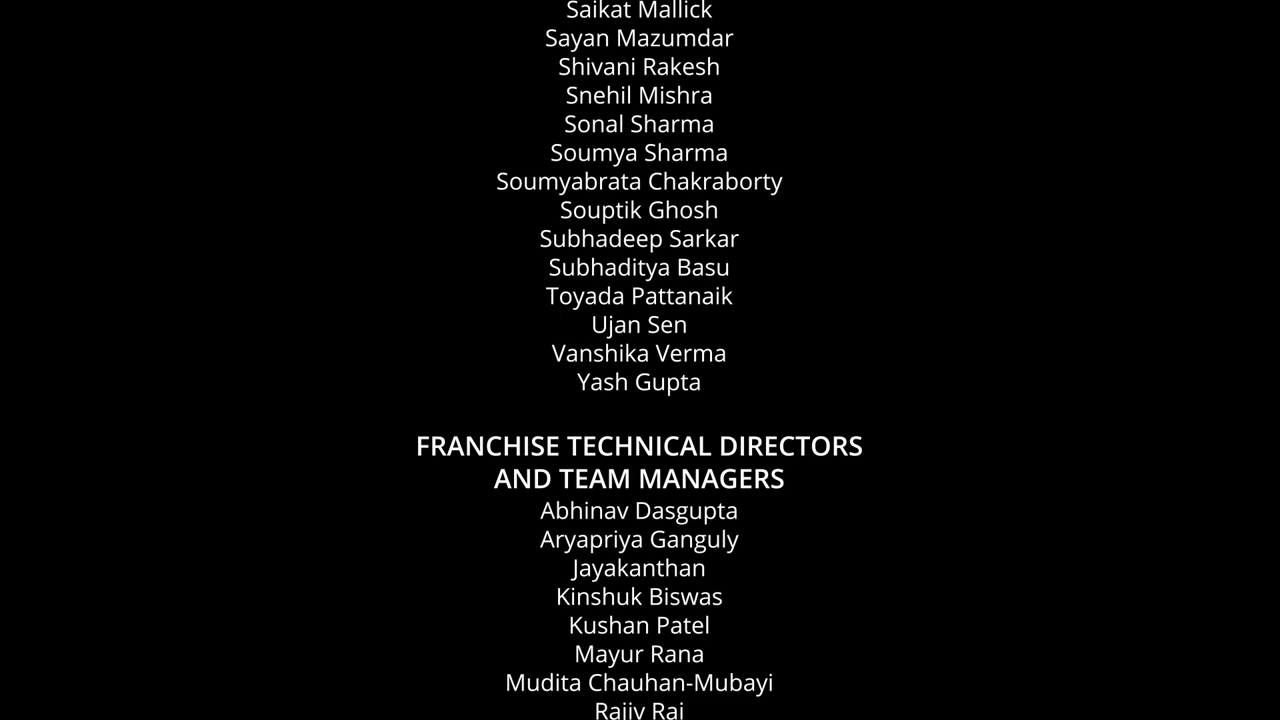 Saikat Mallick
Sayan Mazumdar
Shivani Rakesh
Snehil Mishra
Sonal Sharma
Soumya Sharma
Soumyabrata Chakraborty
Souptik Ghosh
Subhadeep Sarkar
Subhaditya Basu
Toyada Pattanaik
Ujan Sen
Vanshika Verma
Yash Gupta
FRANCHISE TECHNICAL DIRECTORS
AND TEAM MANAGERS
Abhinav Dasgupta
Aryapriya Ganguly
Jayakanthan
Kinshuk Biswas
Kushan Patel
Mayur Rana
Mudita Chauhan-Mubayi
Rajiv Rai